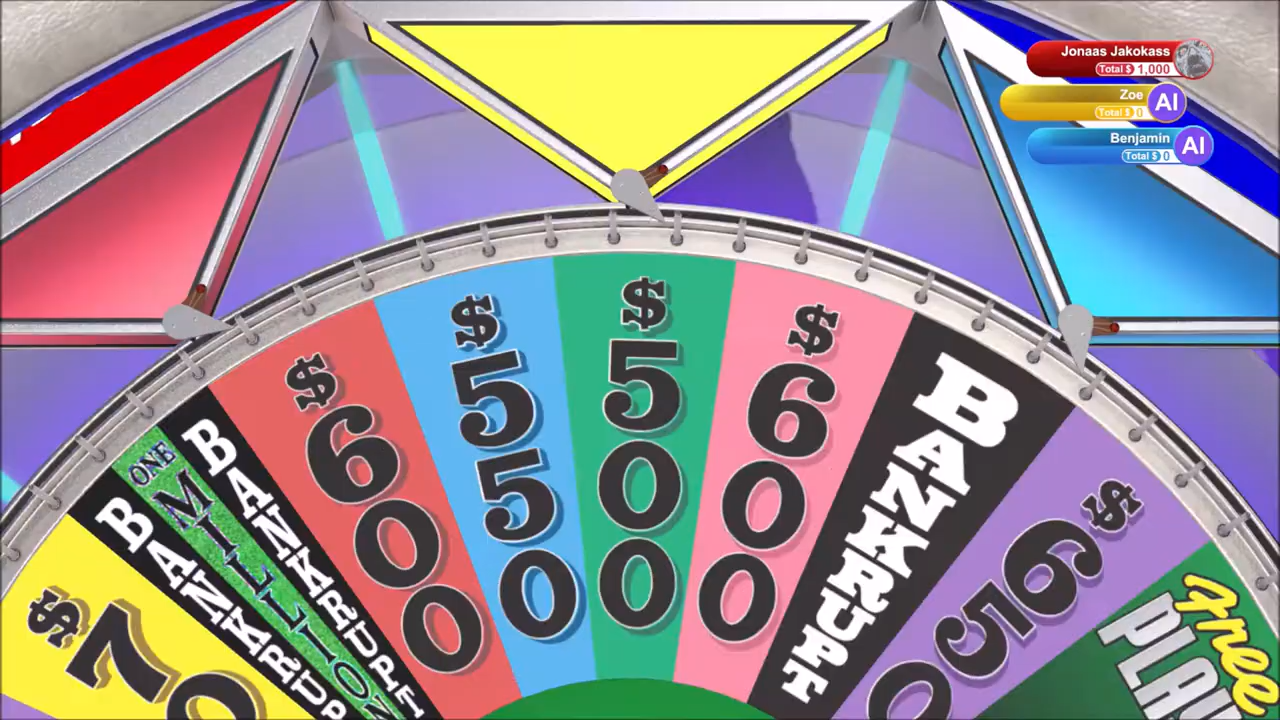 Jonaas Jakokass
Total $ 1,000
Zoe
Total $ 0
AI
Benjamin
Total $ 0
AI
$70
BANKRUPT
ONE MILLION
BANKRUPT
$600
$550
$500
$600
BANKRUPT
$650
Free
PLAY